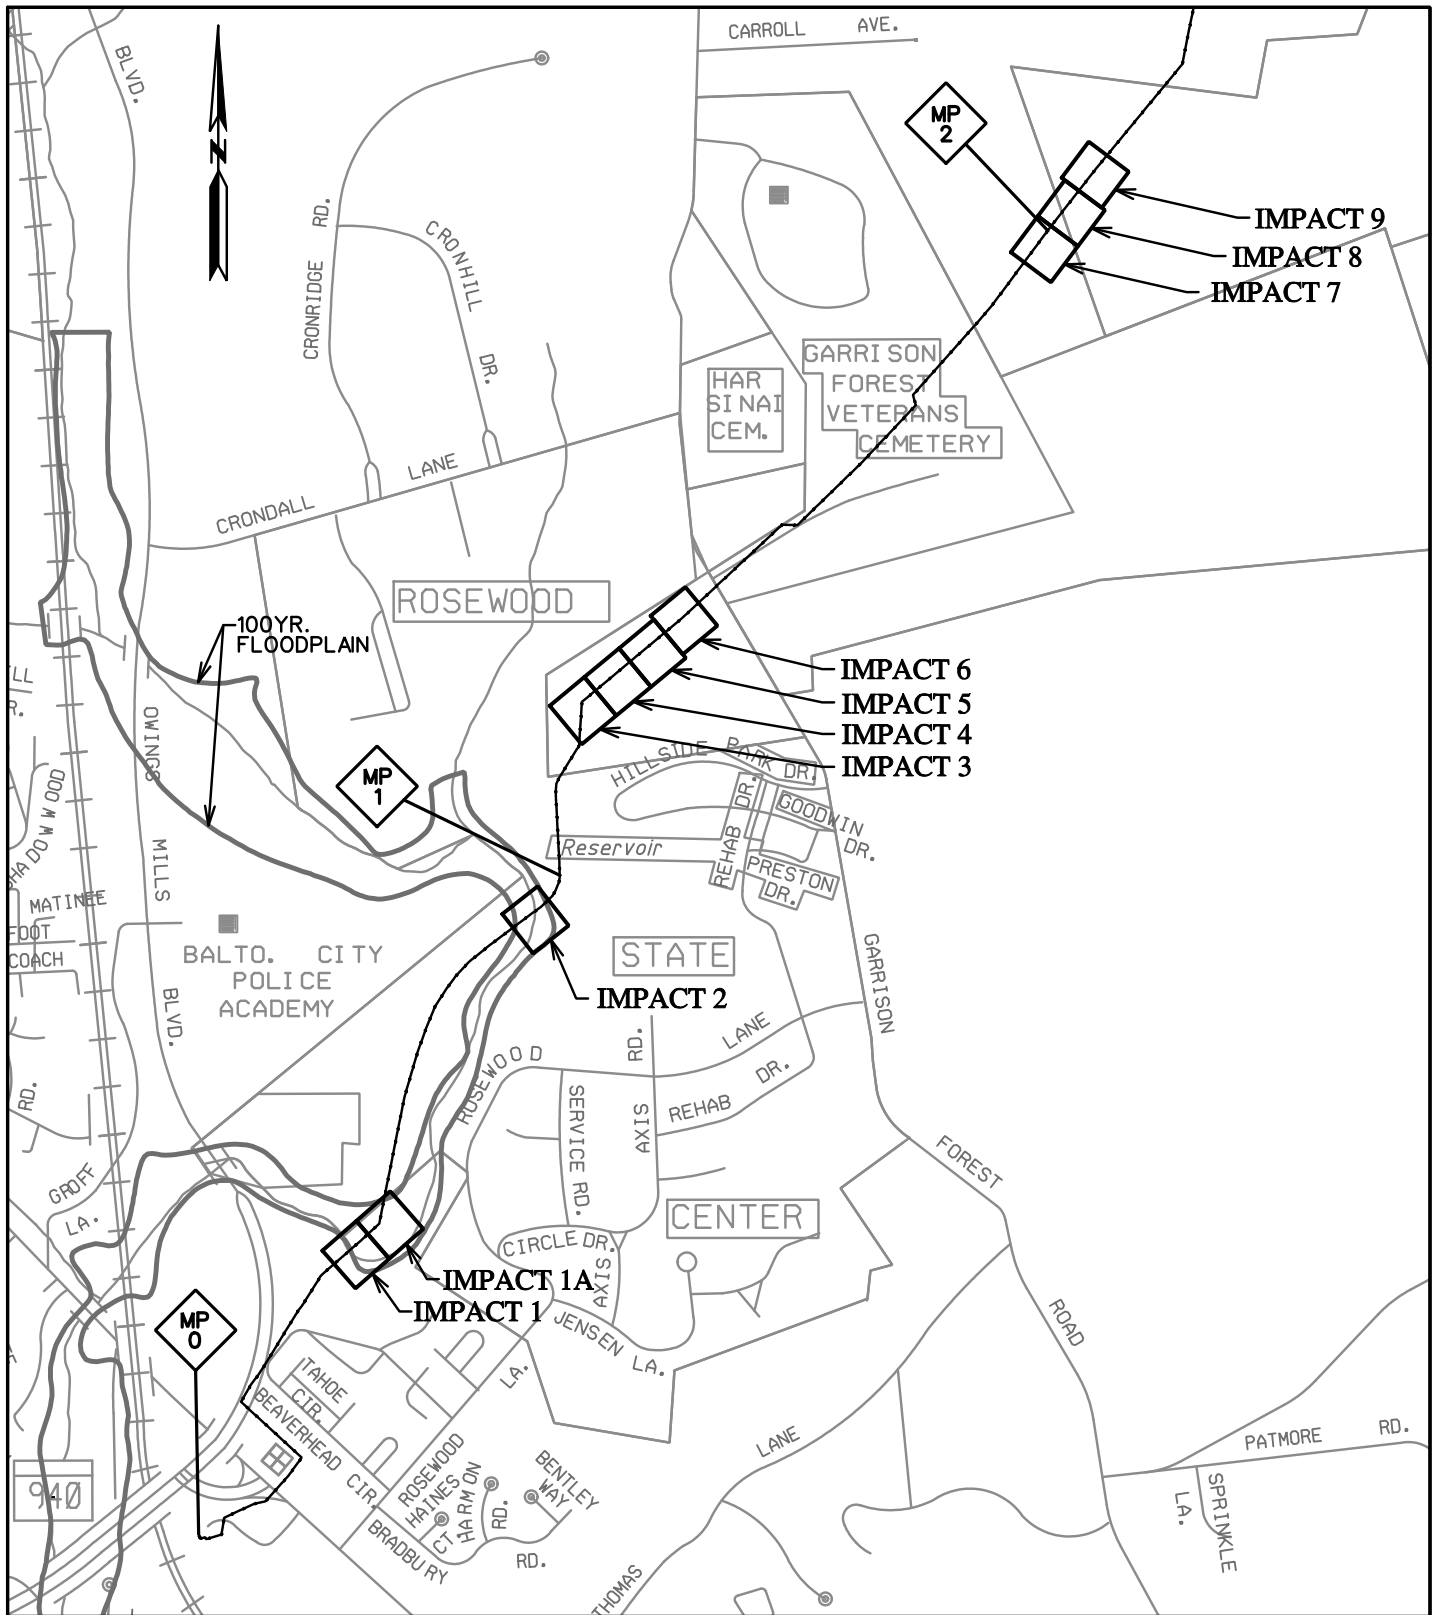 CARROLL AVE.
BLVD.
MP
2
N
CRONRIDGE RD.
CRONHILL DR.
IMPACT 9
IMPACT 8
IMPACT 7
GARRISON
FOREST
VETERANS
CEMETERY
HAR
SINAI
CEM.
CRONDALL LANE
ROSEWOOD
100YR.
FLOODPLAIN
IMPACT 6
IMPACT 5
IMPACT 4
IMPACT 3
OWINGS MILLS BLVD.
MP
1
HILLSIDE PARK DR.
GOODWIN DR.
REHAB DR.
PRESTON
DR.
Reservoir
MATINEE
FOOT
COACH
BALTO. CITY
POLICE
ACADEMY
STATE
IMPACT 2
GARRISON FOREST ROAD
ROSEWOOD LANE
SERVICE RD.
AXIS RD.
REHAB DR.
RD.
GROFF
LA.
CENTER
CIRCLE DR.
AXIS
JENSEN LA.
IMPACT 1A
IMPACT 1
MP
0
TAHOE
CIR.
BEAVERHEAD CIR.
ROSEWOOD LA.
HAINES
CT.
HARMON
RD.
BENTLEY
WAY
BRADBURY RD.
THOMAS LANE
PATMORE RD.
SPRINKLE
LA.
940